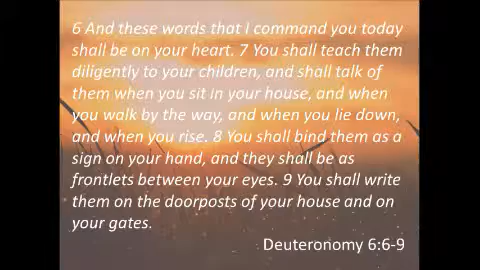 6 And these words that I command you today
shall be on your heart. 7 You shall teach them
diligently to your children, and shall talk of
them when you sit in your house, and when
you walk by the way, and when you lie down,
and when you rise. 8 You shall bind them as a
sign on your hand, and they shall be as
frontlets between your eyes. 9 You shall write
them on the doorposts of your house and on
your gates.
Deuteronomy 6:6-9